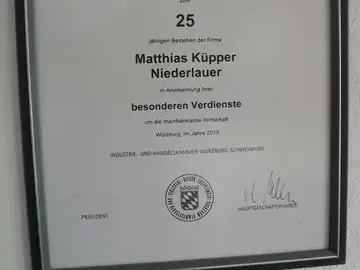 zum
25
jährigen Bestehen der Firma
Matthias Küpper
Niederlauer
in Anerkennung ihrer
besonderen Verdienste
um die mainfränkische Wirtschaft
Würzburg, im Jahre 2015
INDUSTRIE- UND HANDELSKAMMER WÜRZBURG-SCHWEINFURT
PRÄSIDENT
HAUPTGESCHÄFTSFÜHRER